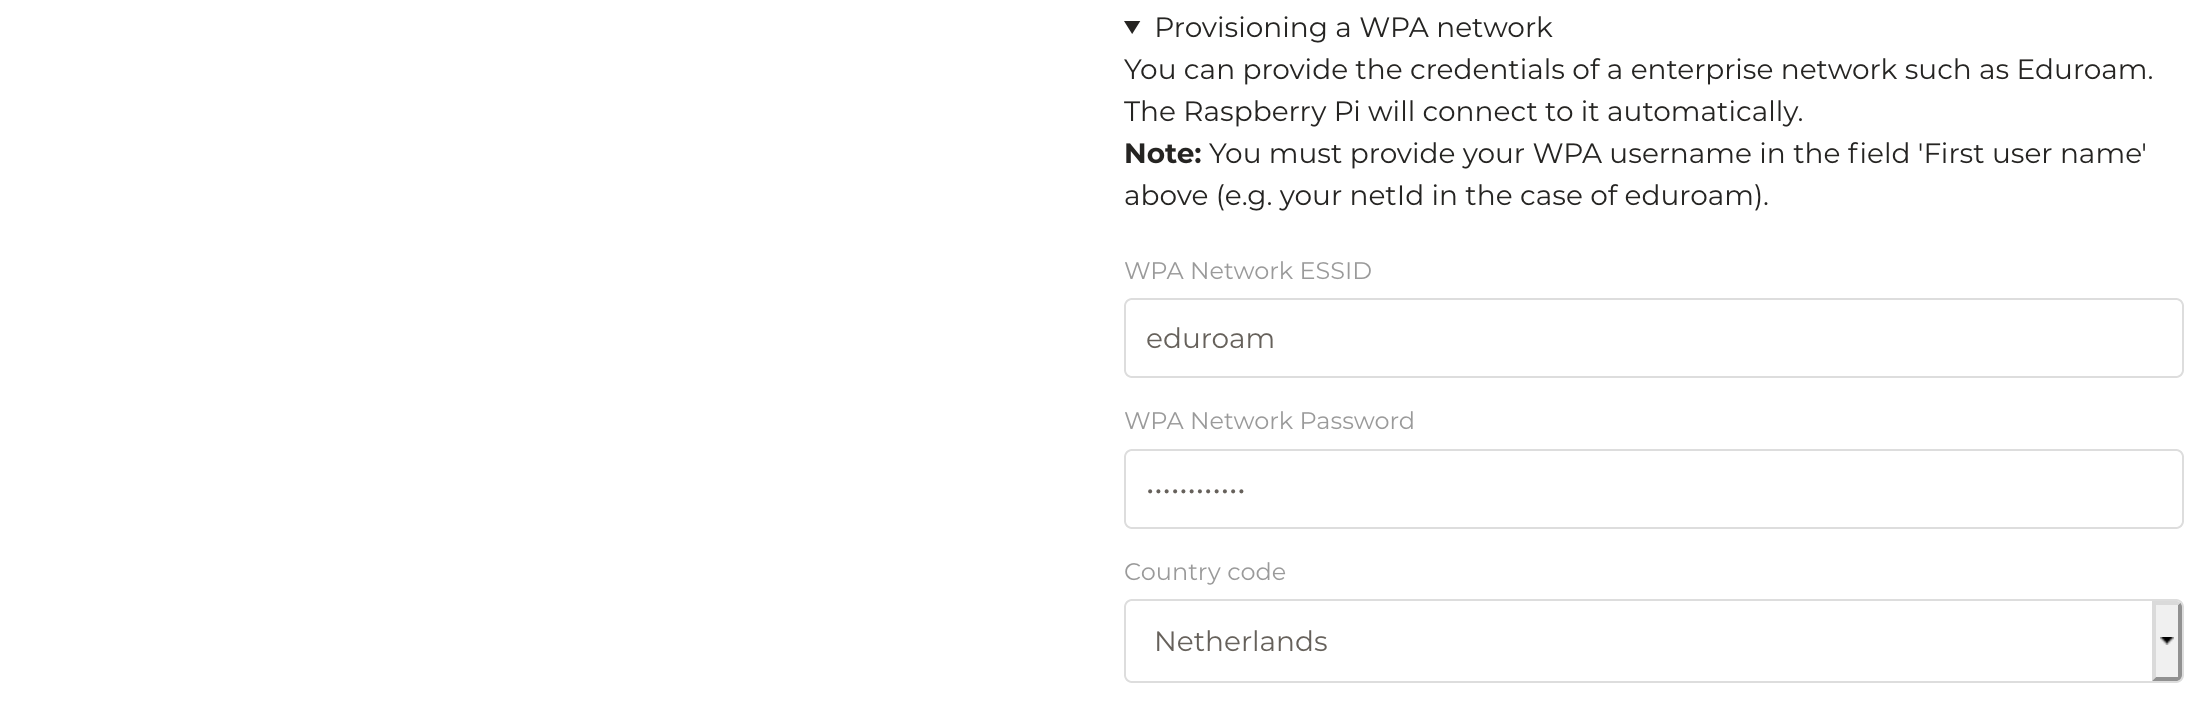 ▼ Provisioning a WPA network
You can provide the credentials of a enterprise network such as Eduroam.
The Raspberry Pi will connect to it automatically.
Note: You must provide your WPA username in the field 'First user name'
above (e.g. your netId in the case of eduroam).
WPA Network ESSID
eduroam
WPA Network Password
••••••••••••
Country code
Netherlands